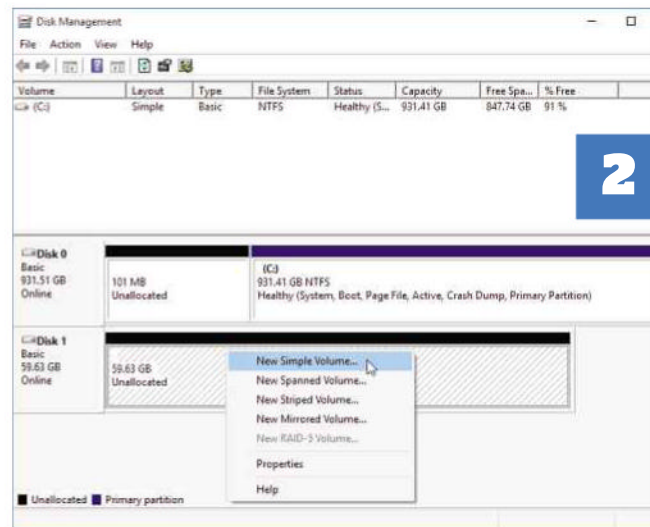 Disk Management
File Action View Help
Volume Layout Type File System Status Capacity Free Spa... % Free
(C:) Simple Basic NTFS Healthy (S... 931.41 GB 847.74 GB 91 %
2
Disk 0
Basic
931.51 GB
Online
101 MB
Unallocated
(C:)
931.41 GB NTFS
Healthy (System, Boot, Page File, Active, Crash Dump, Primary Partition)
Disk 1
Basic
59.63 GB
Online
59.63 GB
Unallocated
New Simple Volume...
New Spanned Volume...
New Striped Volume...
New Mirrored Volume...
New RAID-5 Volume...
Properties
Help
Unallocated Primary partition